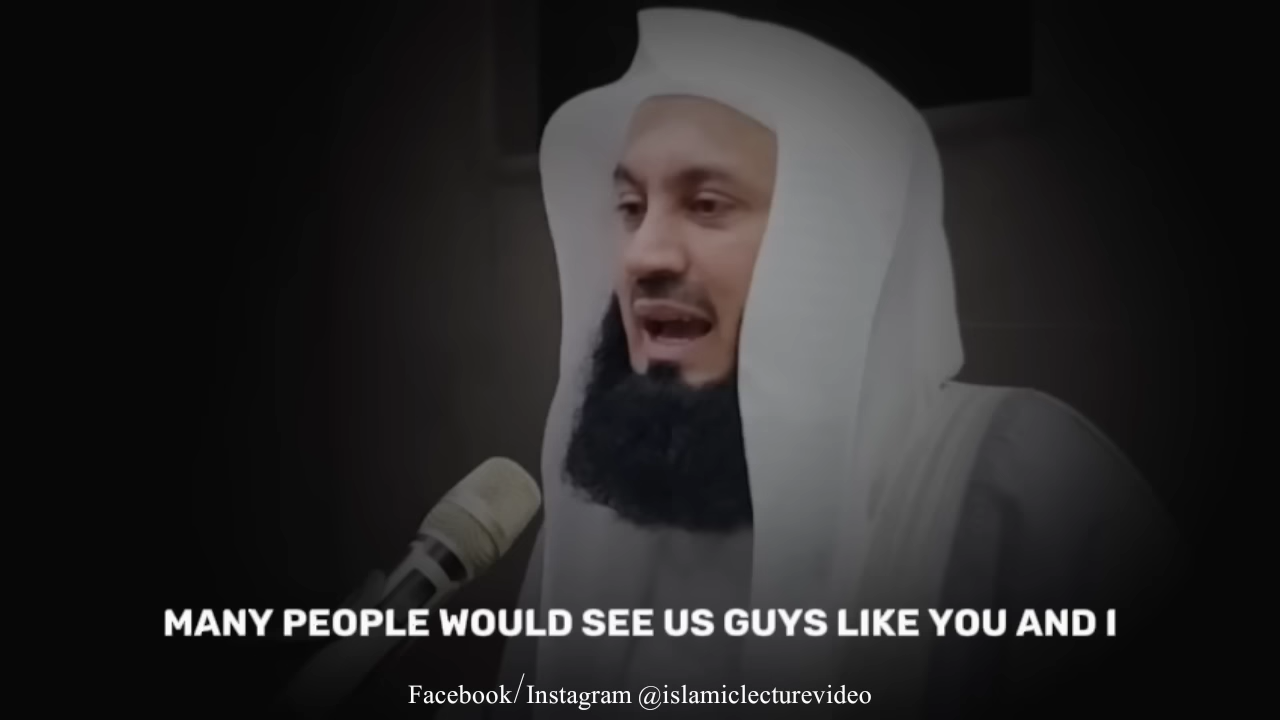 MANY PEOPLE WOULD SEE US GUYS LIKE YOU AND I
Facebook/Instagram @islamiclecturevideo